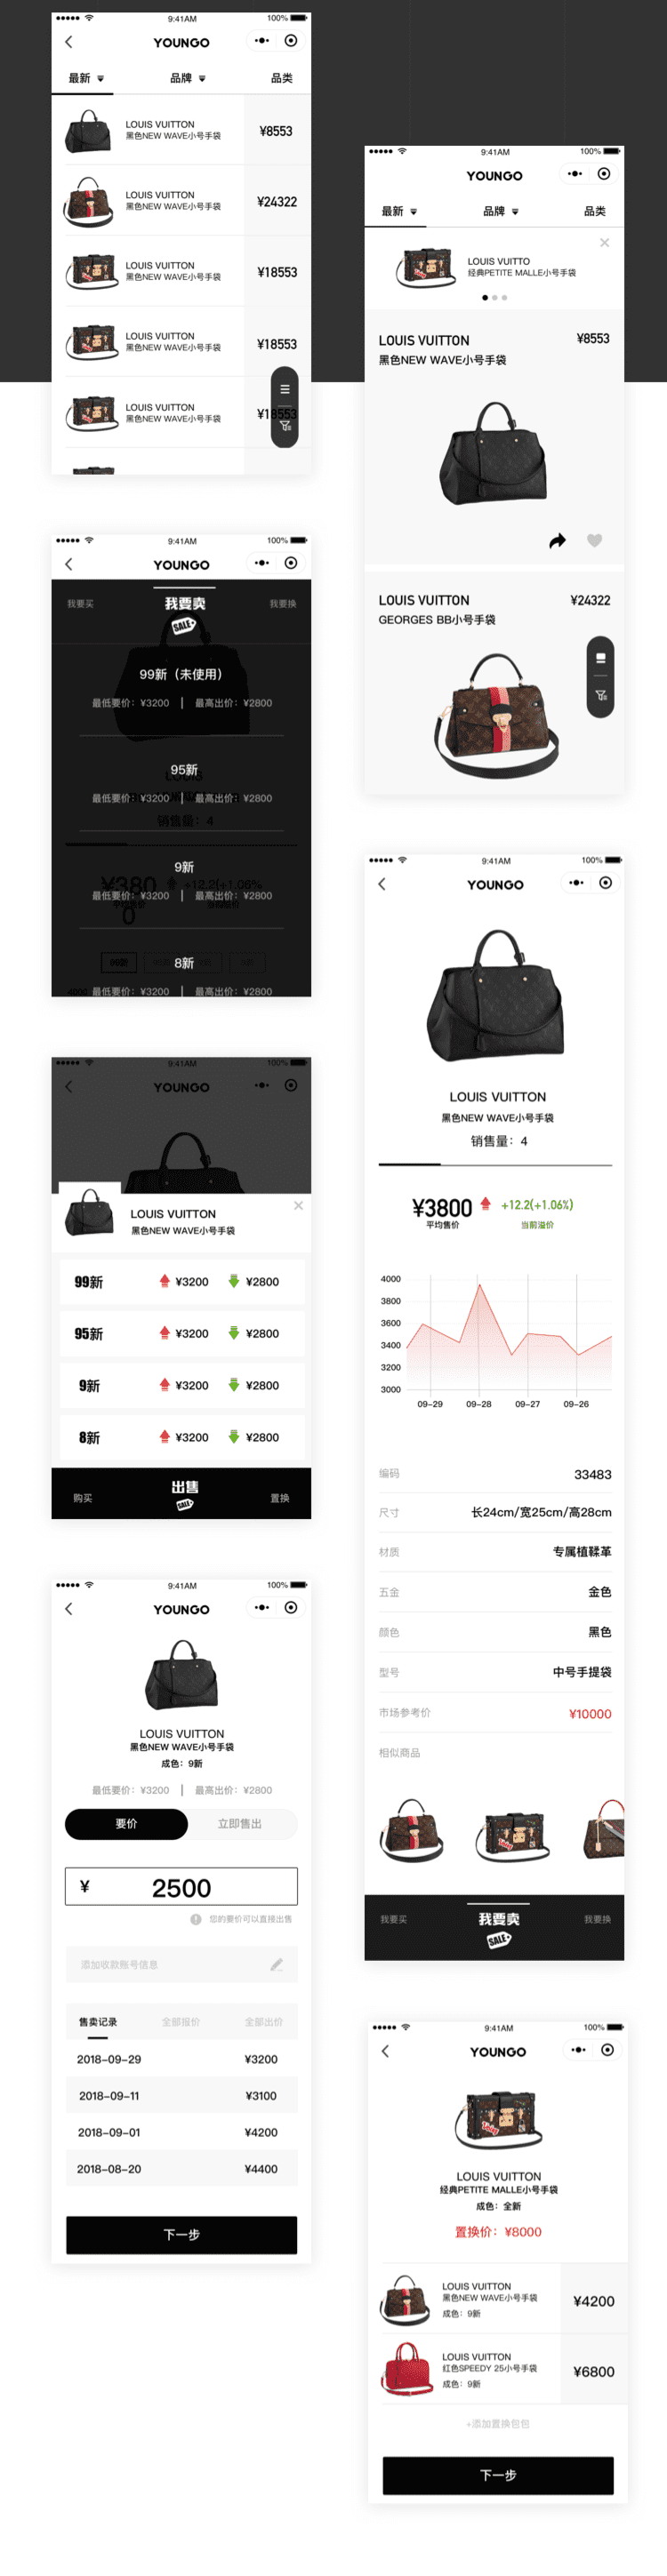 9:41AM
100%
YOUNGO
最新
品牌
品类
LOUIS VUITTON
黑色NEW WAVE小号手袋
¥8553
LOUIS VUITTON
黑色NEW WAVE小号手袋
¥24322
LOUIS VUITTON
黑色NEW WAVE小号手袋
¥18553
LOUIS VUITTON
黑色NEW WAVE小号手袋
¥18553
LOUIS VUITTON
黑色NEW WAVE小号手袋
¥18553
9:41AM
100%
YOUNGO
最新
品牌
品类
LOUIS VUITTO
经典PETITE MALLE小号手袋
LOUIS VUITTON
¥8553
黑色NEW WAVE小号手袋
LOUIS VUITTON
¥24322
GEORGES BB小号手袋
9:41AM
100%
YOUNGO
我要买
我要卖
我要换
SALE
99新（未使用）
最低要价：¥3200
最高出价：¥2800
95新
最低要价：¥3200
最高出价：¥2800
销售量：4
9新
¥3800
+12.2(+1.06%
最低要价：¥3200
最高出价：¥2800
8新
4000
最低要价：¥3200
最高出价：¥2800
9:41AM
100%
YOUNGO
LOUIS VUITTON
黑色NEW WAVE小号手袋
销售量：4
¥3800
+12.2(+1.06%)
平均售价
当前溢价
4000
3800
3600
3400
3200
3000
09-29
09-28
09-27
09-26
编码
33483
尺寸
长24cm/宽25cm/高28cm
材质
专属植鞣革
五金
金色
颜色
黑色
型号
中号手提袋
市场参考价
¥10000
相似商品
我要买
我要卖
我要换
SALE
9:41AM
100%
YOUNGO
LOUIS VUITTON
黑色NEW WAVE小号手袋
99新
¥3200
¥2800
95新
¥3200
¥2800
9新
¥3200
¥2800
8新
¥3200
¥2800
购买
出售
置换
SALE
9:41AM
100%
YOUNGO
LOUIS VUITTON
黑色NEW WAVE小号手袋
成色：9新
最低要价：¥3200
最高出价：¥2800
要价
立即售出
¥
2500
您的要价可以直接出售
添加收款账号信息
售卖记录
全部报价
全部出价
2018-09-29
¥3200
2018-09-11
¥3100
2018-09-01
¥4200
2018-08-20
¥4400
下一步
9:41AM
100%
YOUNGO
LOUIS VUITTON
经典PETITE MALLE小号手袋
成色：全新
置换价：¥8000
LOUIS VUITTON
黑色NEW WAVE小号手袋
成色：9新
¥4200
LOUIS VUITTON
红色SPEEDY 25小号手袋
成色：9新
¥6800
+添加置换包包
下一步